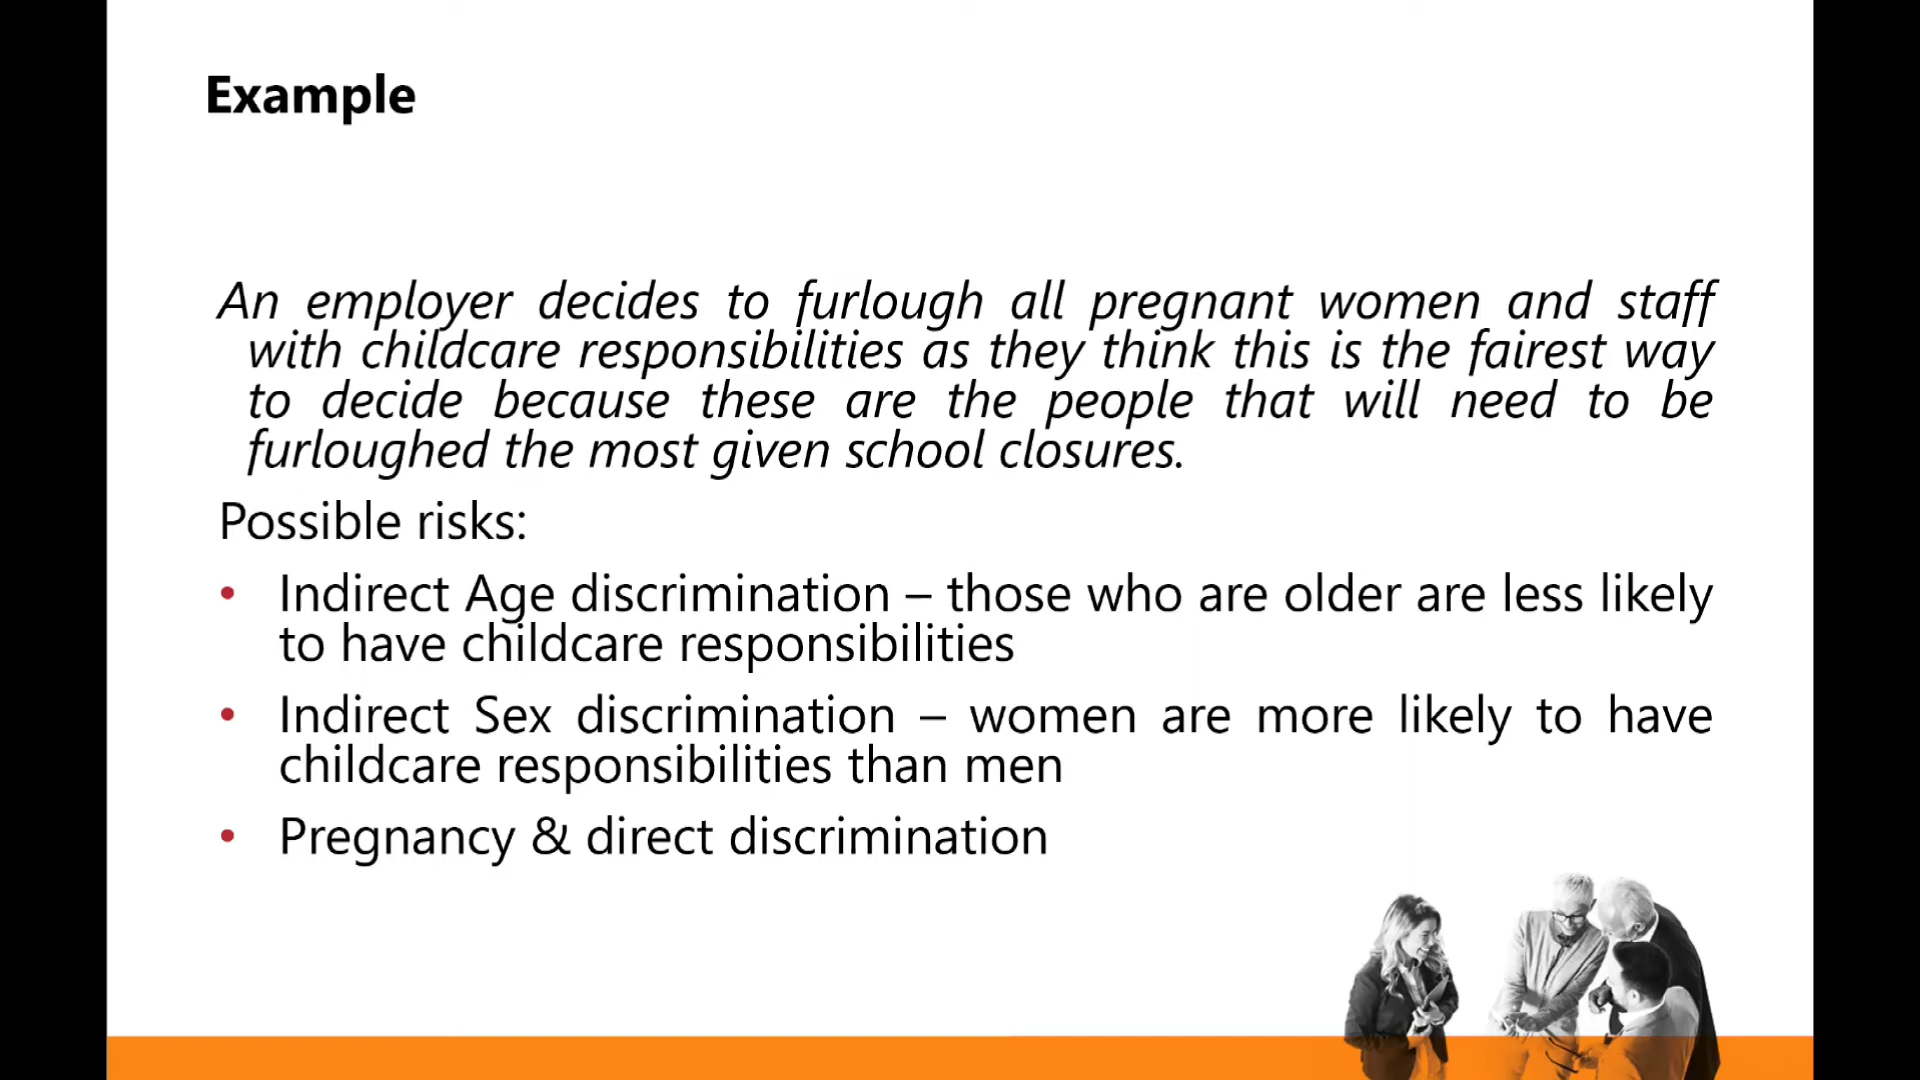 Example
An employer decides to furlough all pregnant women and staff
with childcare responsibilities as they think this is the fairest way
to decide because these are the people that will need to be
furloughed the most given school closures.
Possible risks:
• Indirect Age discrimination – those who are older are less likely
to have childcare responsibilities
• Indirect Sex discrimination – women are more likely to have
childcare responsibilities than men
• Pregnancy & direct discrimination